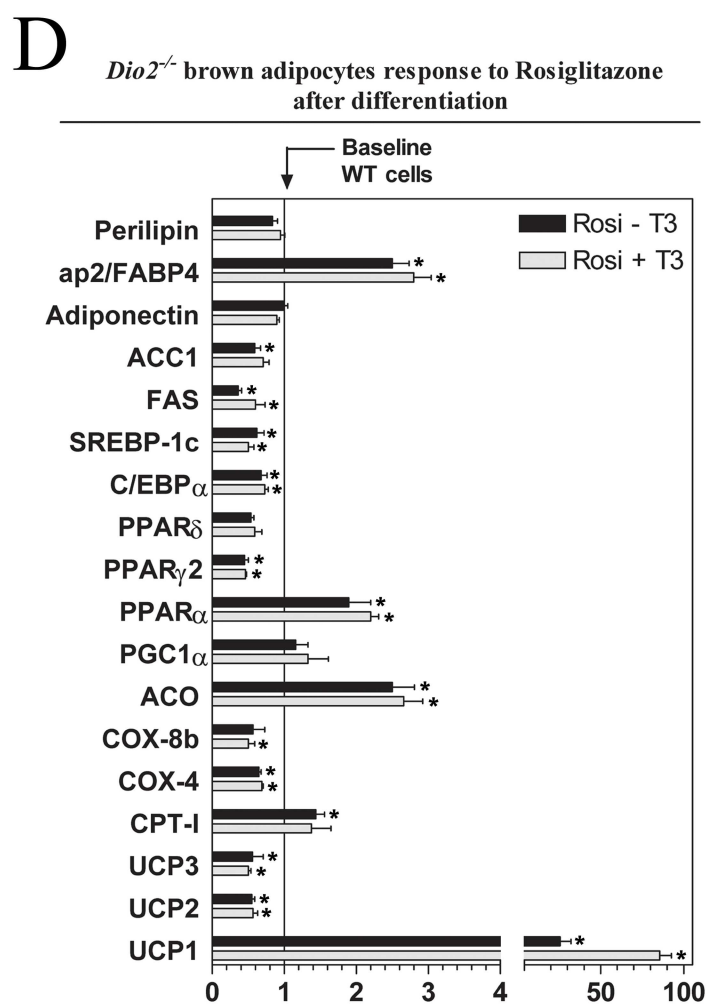 D
Dio2-/- brown adipocytes response to Rosiglitazone
after differentiation
Baseline
WT cells
Rosi - T3
Rosi + T3
Perilipin
ap2/FABP4 * *
Adiponectin
ACC1 *
FAS * *
SREBP-1c * *
C/EBPα * *
PPARδ
PPARγ2 * *
PPARα * *
PGC1α
ACO * *
COX-8b *
COX-4 * *
CPT-I *
UCP3 * *
UCP2 * *
UCP1 * *
0 1 2 3 4 50 100